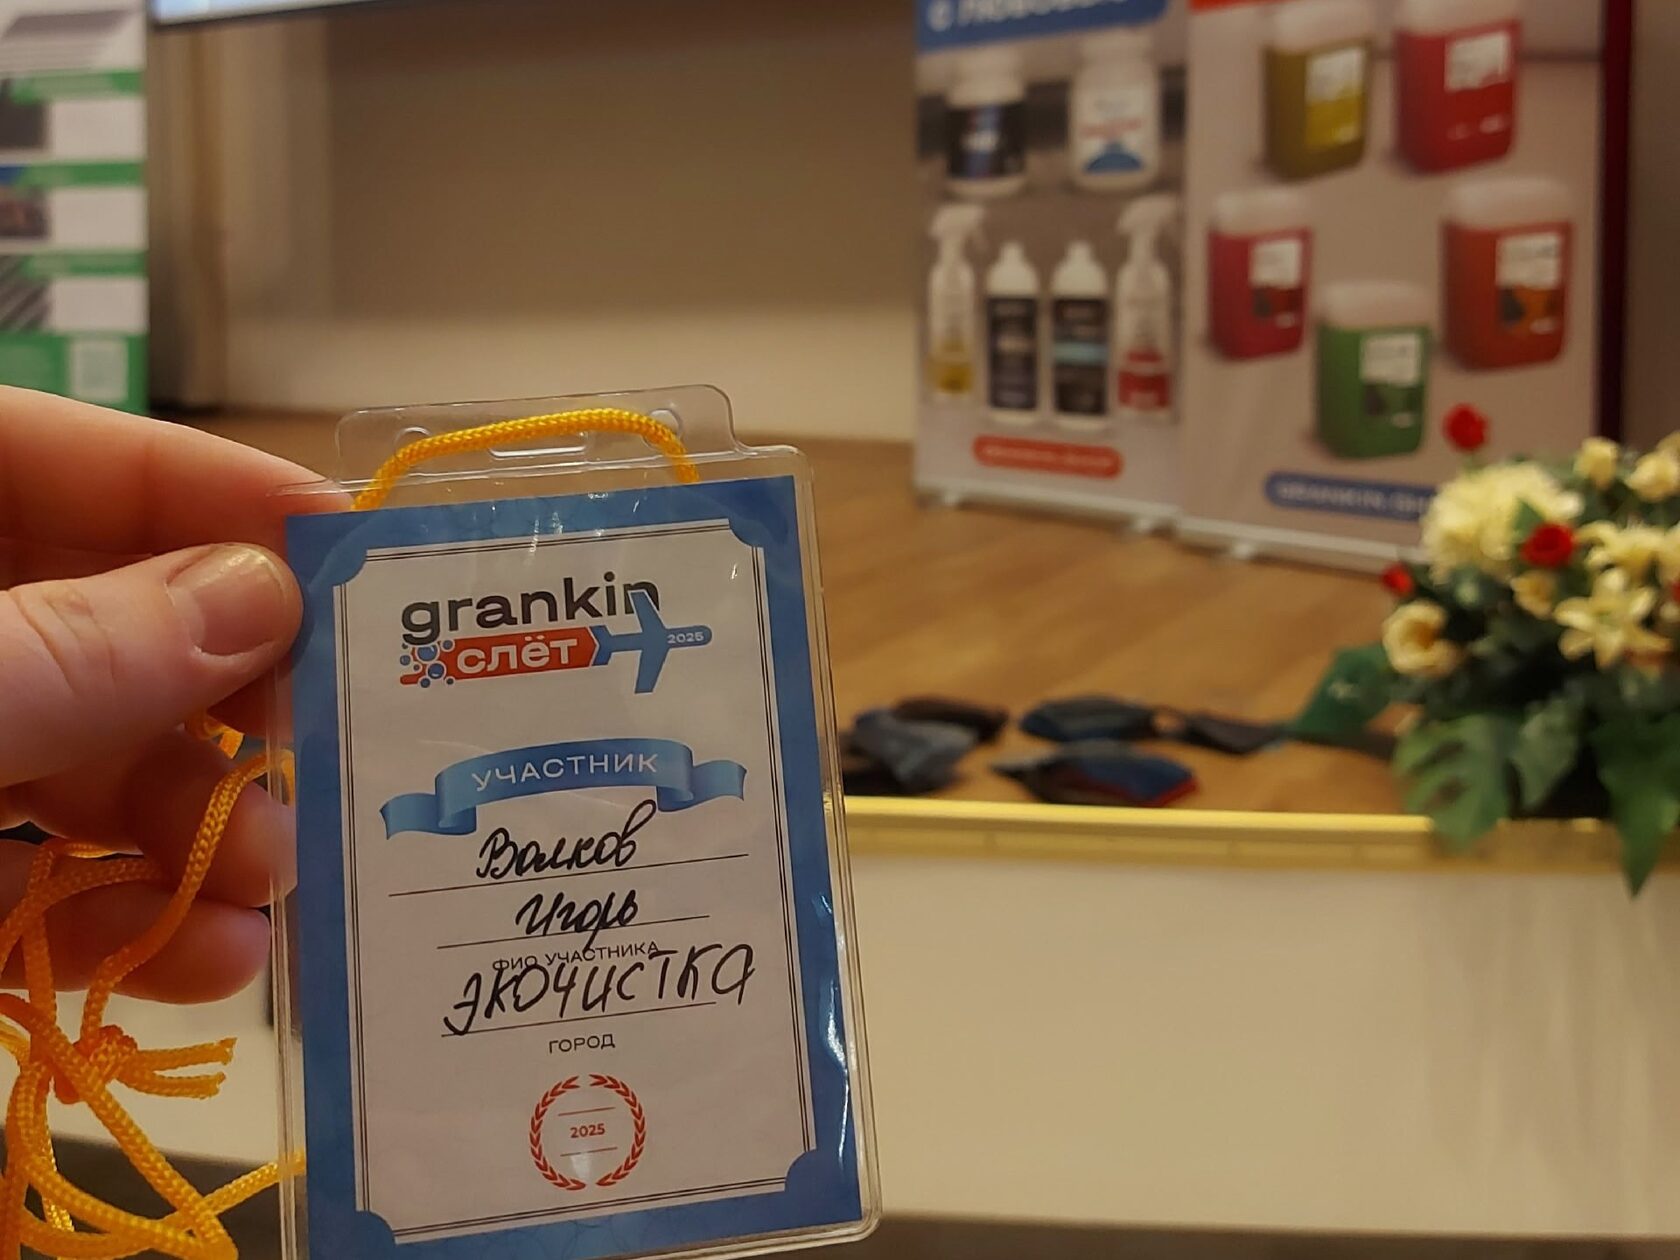 grankin
слёт 2025
УЧАСТНИК
Волков
Игорь
ФИО УЧАСТНИКА
ЭКОЧИСТКА
ГОРОД
2025